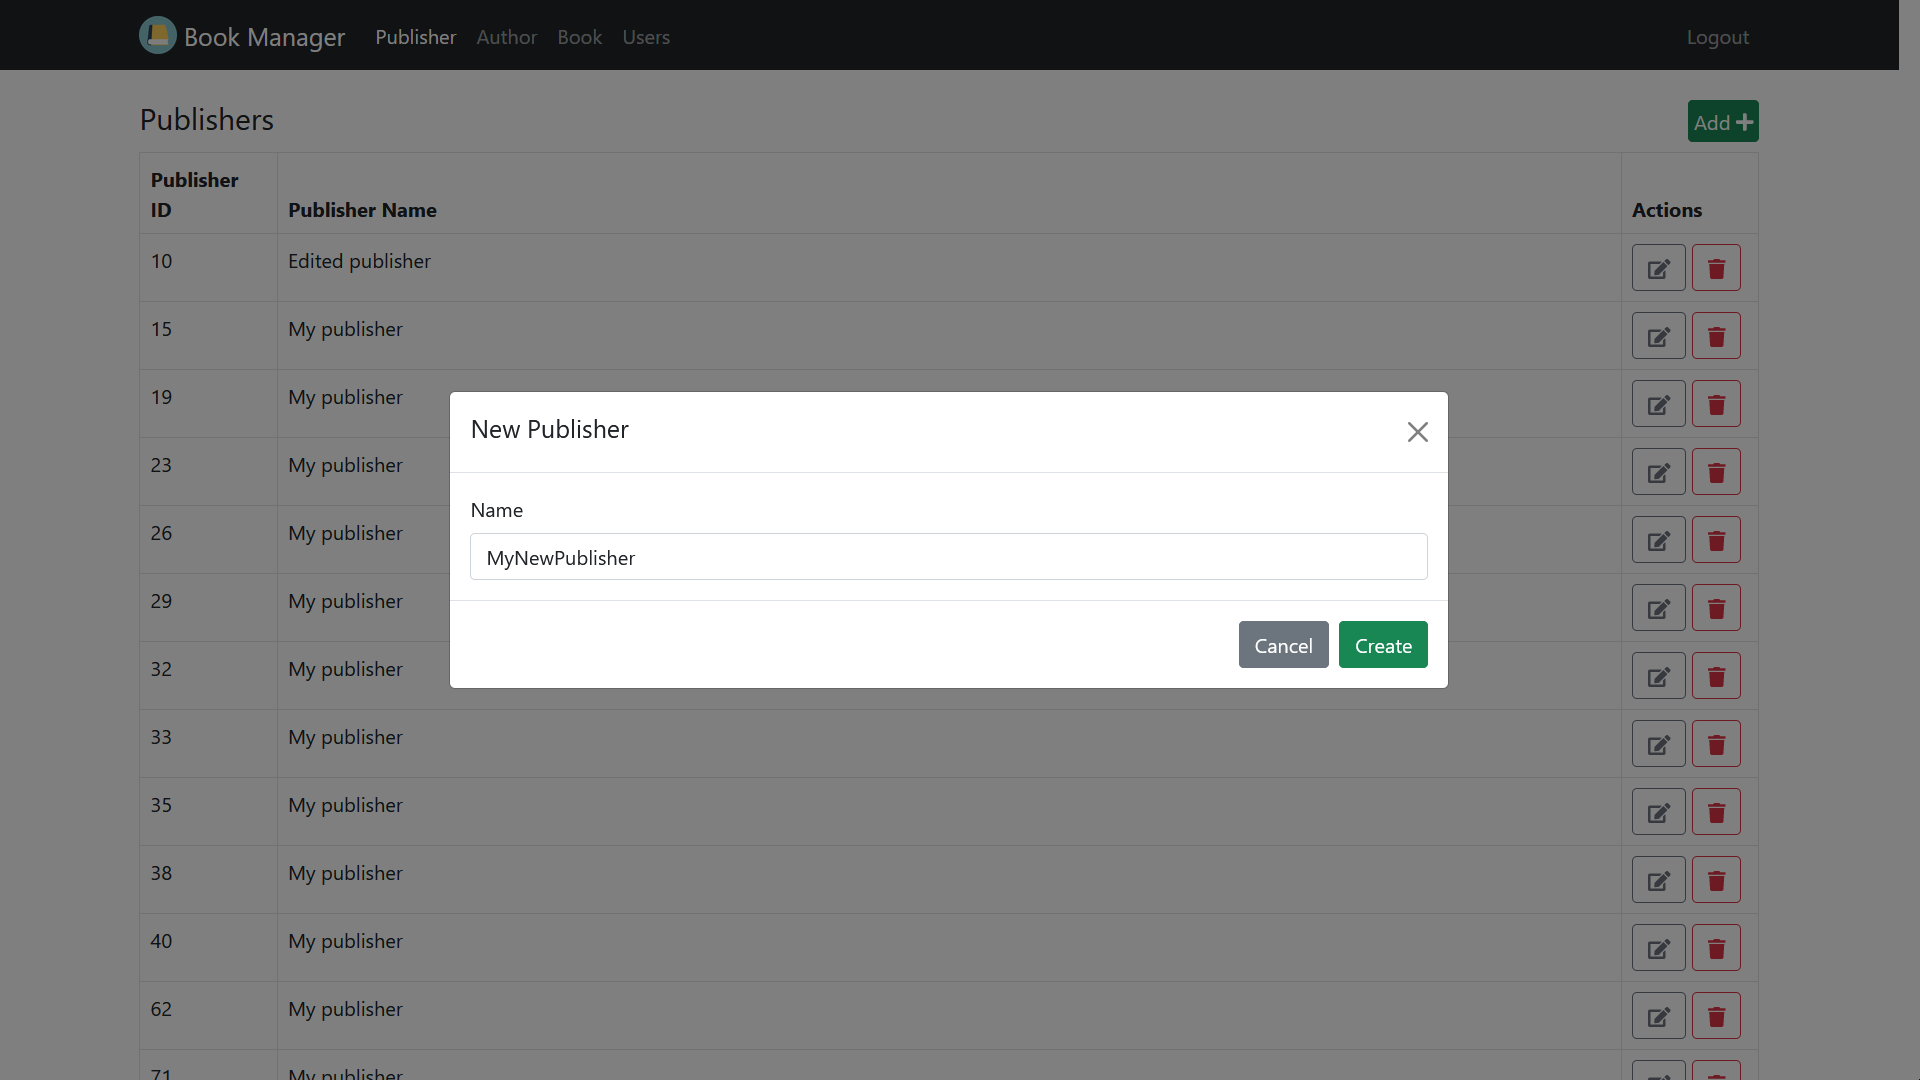 Book Manager Publisher Author Book Users Logout
Publishers Add
Publisher
ID Publisher Name Actions
10 Edited publisher
15 My publisher
19 My publisher
23 My publisher
26 My publisher
29 My publisher
32 My publisher
33 My publisher
35 My publisher
38 My publisher
40 My publisher
62 My publisher
71 My publisher
New Publisher
Name
MyNewPublisher
Cancel Create